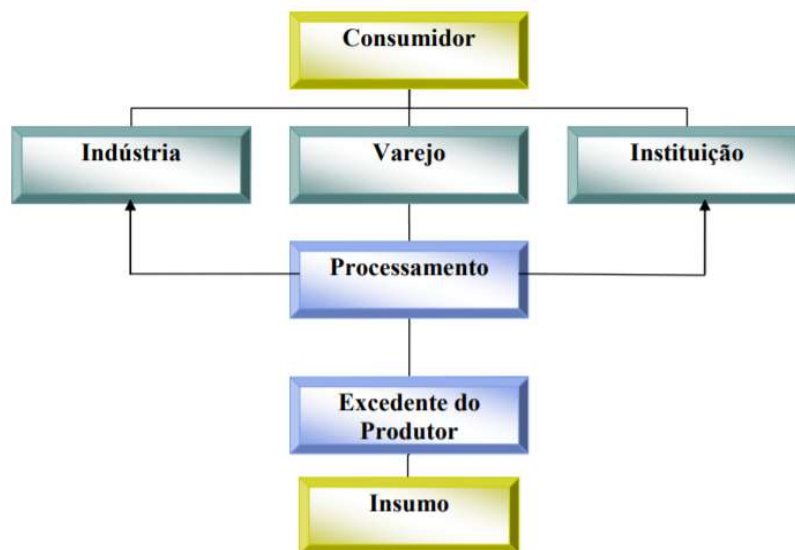 Consumidor
Indústria
Varejo
Instituição
Processamento
Excedente do
Produtor
Insumo